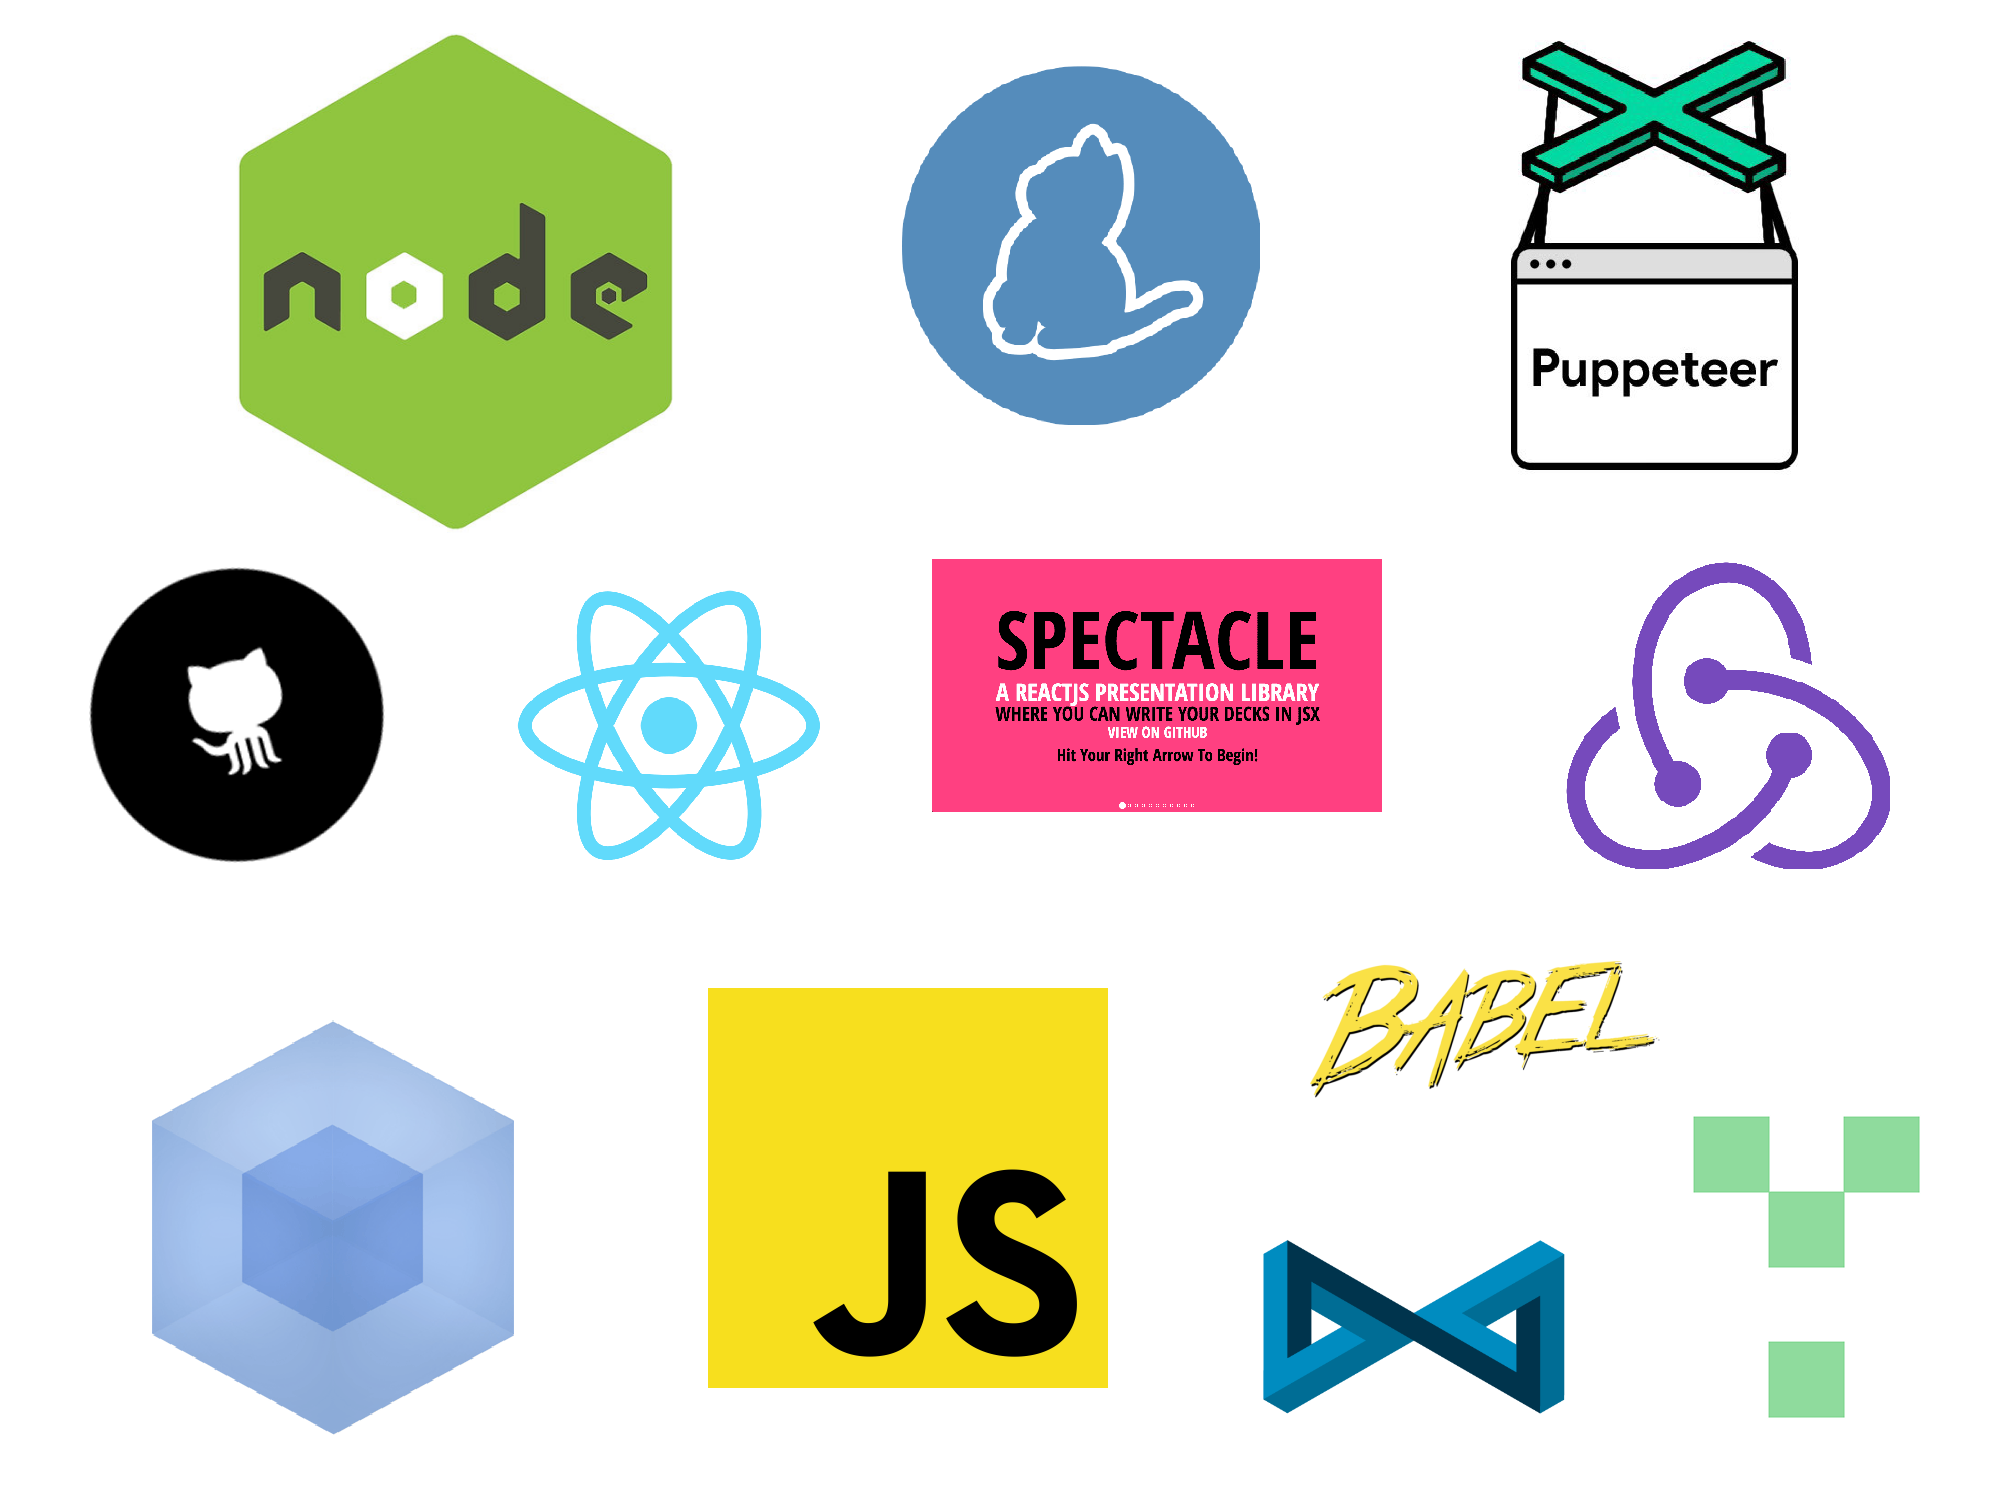 node
Puppeteer
SPECTACLE
A REACTJS PRESENTATION LIBRARY
WHERE YOU CAN WRITE YOUR DECKS IN JSX
VIEW ON GITHUB
Hit Your Right Arrow To Begin!
BABEL
JS